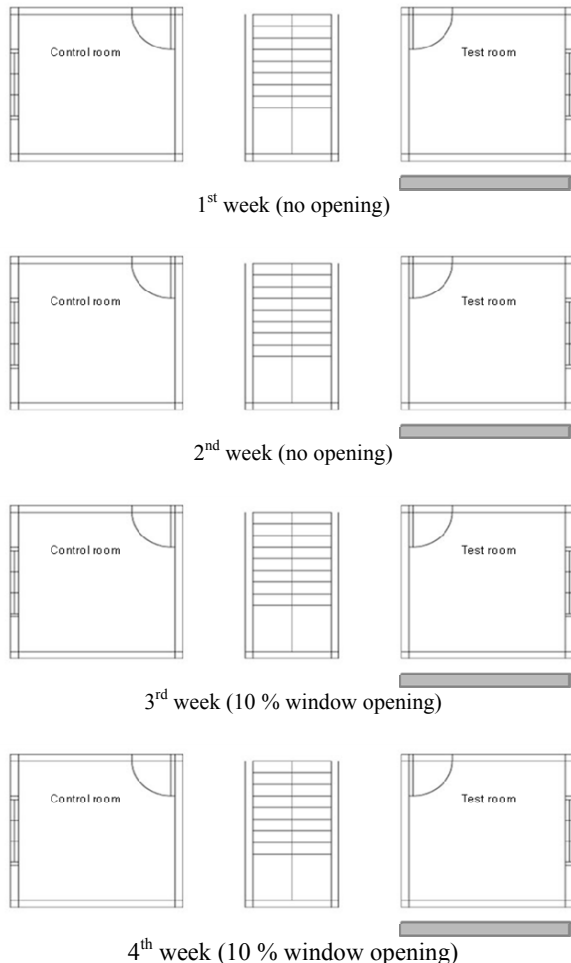 Control room Test room
1st week (no opening)
Control room Test room
2nd week (no opening)
Control room Test room
3rd week (10 % window opening)
Control room Test room
4th week (10 % window opening)